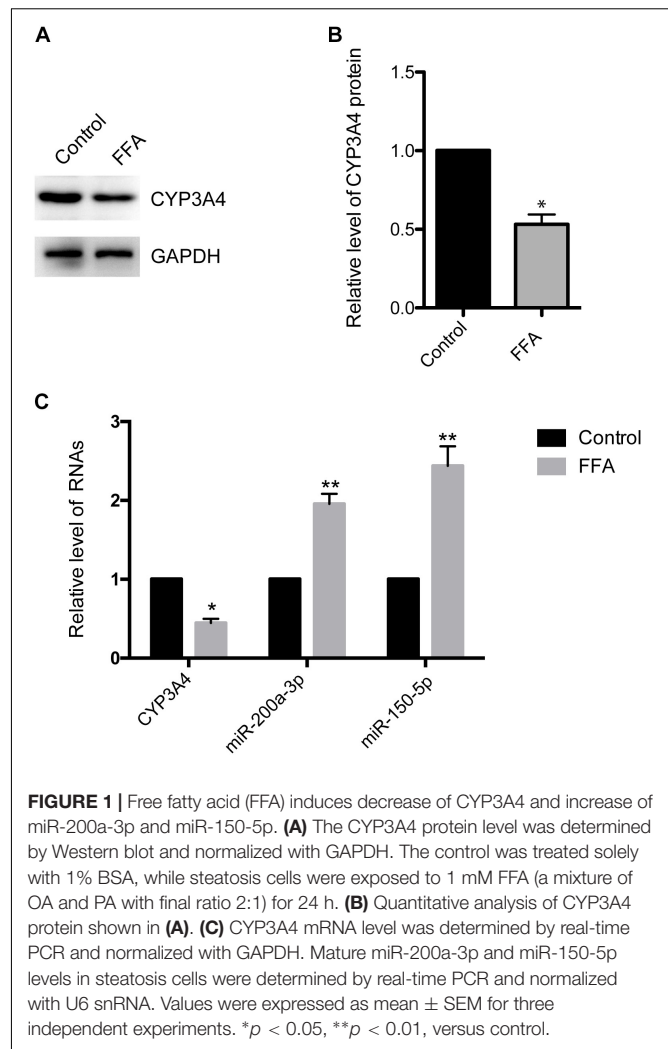 A
Control
FFA
CYP3A4
GAPDH
B
Relative level of CYP3A4 protein
1.5
1.0
0.5
0.0
*
Control
FFA
C
Relative level of RNAs
3
2
1
0
*
**
**
CYP3A4
miR-200a-3p
miR-150-5p
Control
FFA
FIGURE 1 | Free fatty acid (FFA) induces decrease of CYP3A4 and increase of
miR-200a-3p and miR-150-5p. (A) The CYP3A4 protein level was determined
by Western blot and normalized with GAPDH. The control was treated solely
with 1% BSA, while steatosis cells were exposed to 1 mM FFA (a mixture of
OA and PA with final ratio 2:1) for 24 h. (B) Quantitative analysis of CYP3A4
protein shown in (A). (C) CYP3A4 mRNA level was determined by real-time
PCR and normalized with GAPDH. Mature miR-200a-3p and miR-150-5p
levels in steatosis cells were determined by real-time PCR and normalized
with U6 snRNA. Values were expressed as mean ± SEM for three
independent experiments. *p < 0.05, **p < 0.01, versus control.